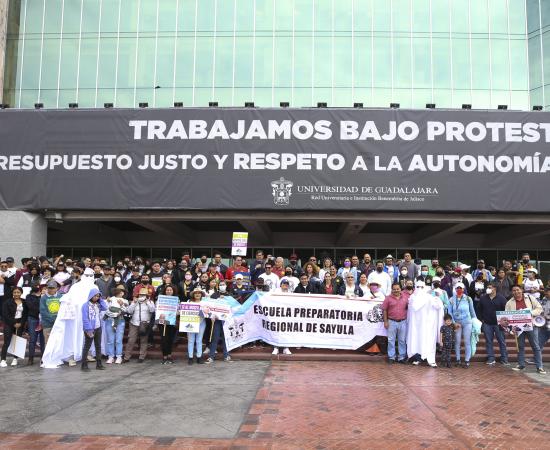 TRABAJAMOS BAJO PROTEST
RESUPUESTO JUSTO Y RESPETO A LA AUTONOMÍA
UNIVERSIDAD DE GUADALAJARA
Red Universitaria e Institución Benemérita de Jalisco
ESCUELA PREPARATORIA
REGIONAL DE SAYULA